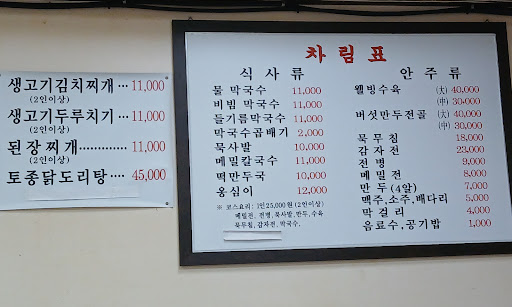 생고기김치찌개 ··· 11,000
(2인이상)
생고기두루치기 ·· 11,000
(2인이상)
된장찌개 ············· 11,000
토종닭도리탕 ···· 45,000
차림표
식사류
물 막국수 11,000
비빔 막국수 11,000
들기름막국수 11,000
막국수곱배기 2,000
묵사발 10,000
메밀칼국수 11,000
떡만두국 10,000
옹심이 12,000
※ 코스요리 : 1인 25,000원 (2인이상)
메밀전, 전병, 묵사발, 만두, 수육
묵무침, 감자전, 막국수.
안주류
웰빙수육 (大) 40,000
(中) 30,000
버섯만두전골 (大) 40,000
(中) 30,000
묵무침 18,000
감자전 23,000
전병 9,000
메밀전 8,000
만두 (4알) 7,000
맥주, 소주, 배다리 5,000
막걸리 4,000
음료수, 공기밥 1,000